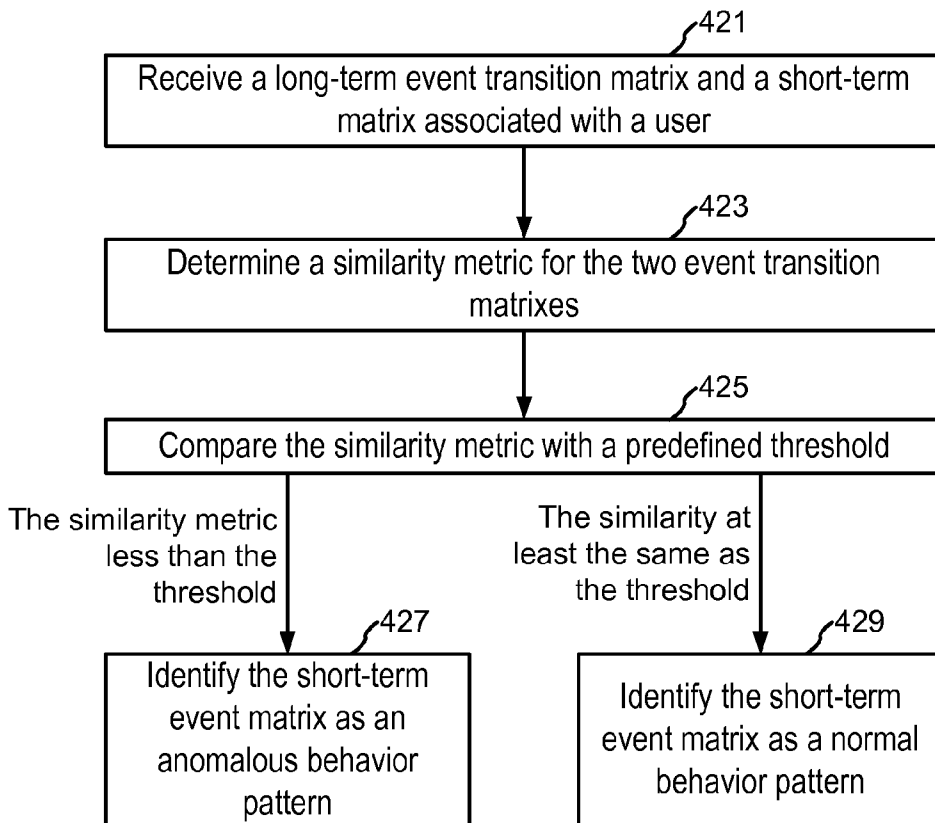 421
Receive a long-term event transition matrix and a short-term
matrix associated with a user
423
Determine a similarity metric for the two event transition
matrixes
425
Compare the similarity metric with a predefined threshold
The similarity metric
less than the
threshold
The similarity at
least the same as
the threshold
427
Identify the short-term
event matrix as an
anomalous behavior
pattern
429
Identify the short-term
event matrix as a normal
behavior pattern